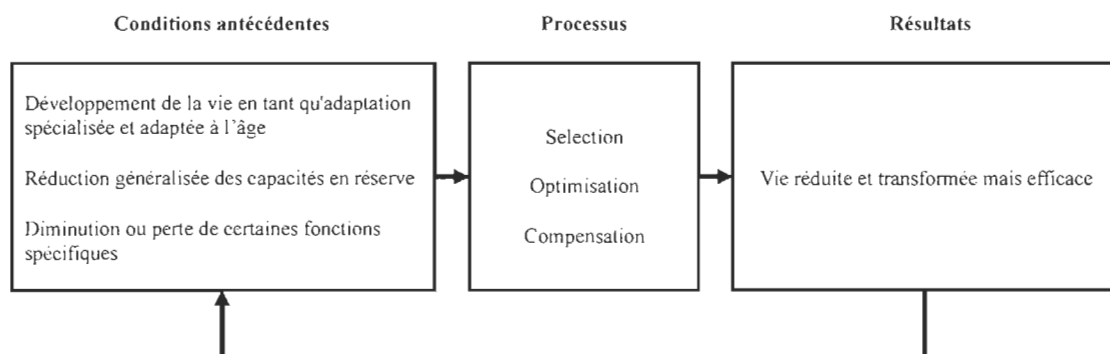 Conditions antécédentes
Processus
Résultats
Développement de la vie en tant qu'adaptation
spécialisée et adaptée à l'âge
Réduction généralisée des capacités en réserve
Diminution ou perte de certaines fonctions
spécifiques
Selection
Optimisation
Compensation
Vie réduite et transformée mais efficace